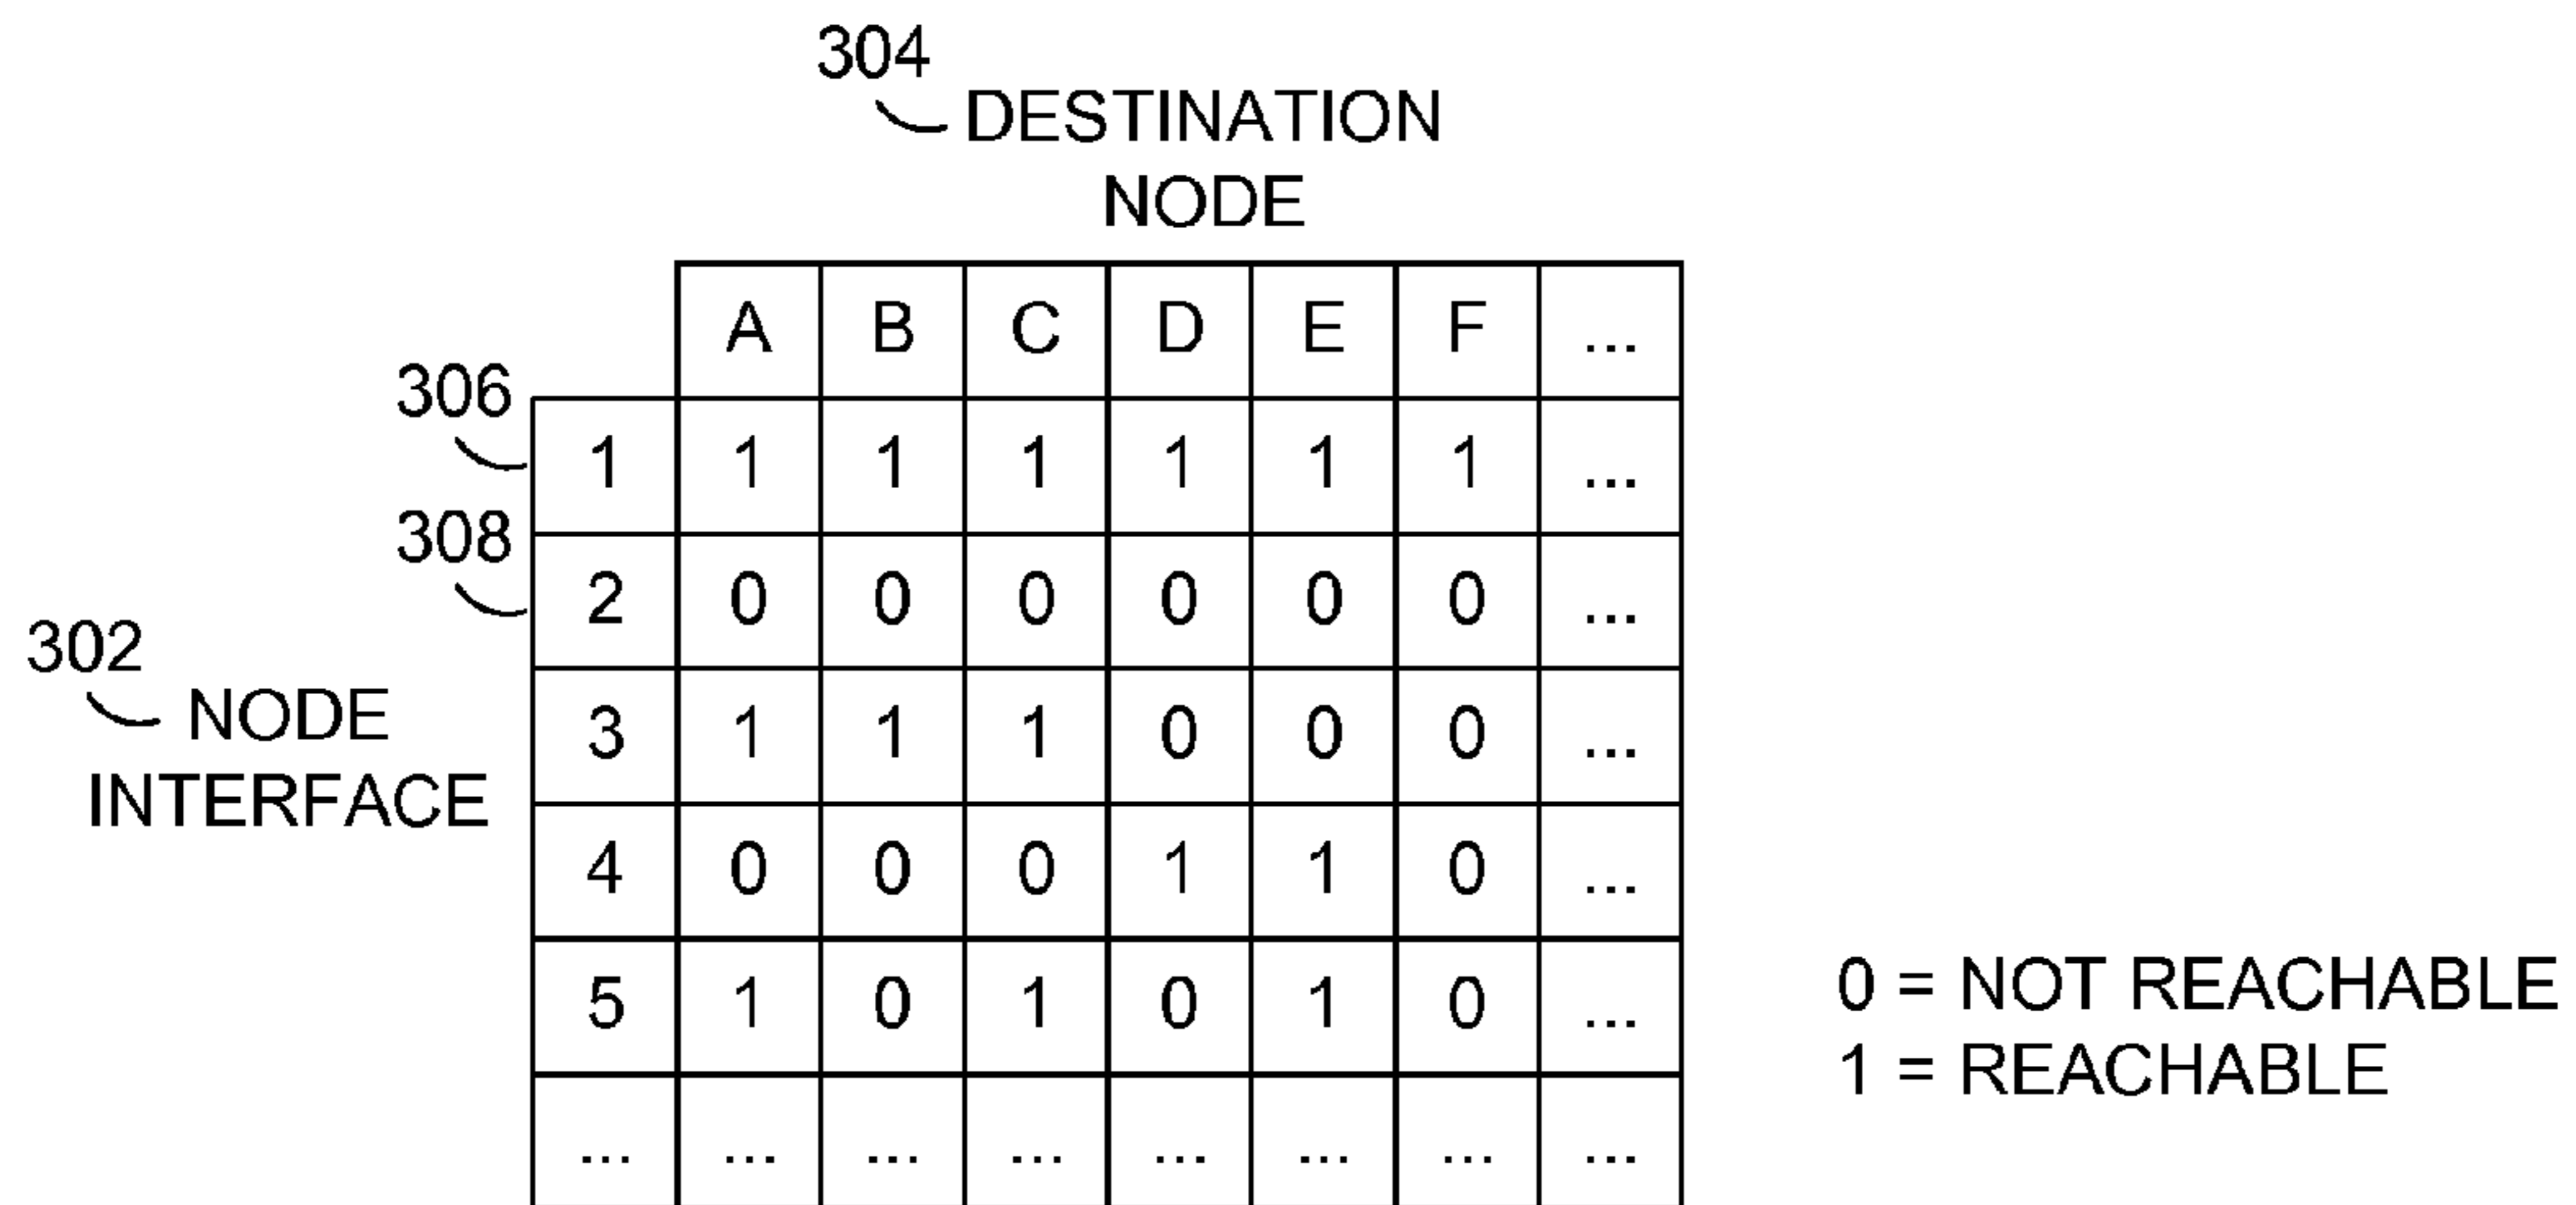 304
DESTINATION
NODE
A B C D E F ...
306
1 1 1 1 1 1 1 ...
308
2 0 0 0 0 0 0 ...
302
NODE
INTERFACE
3 1 1 1 0 0 0 ...
4 0 0 0 1 1 0 ...
5 1 0 1 0 1 0 ...
... ... ... ... ... ... ... ...
0 = NOT REACHABLE
1 = REACHABLE